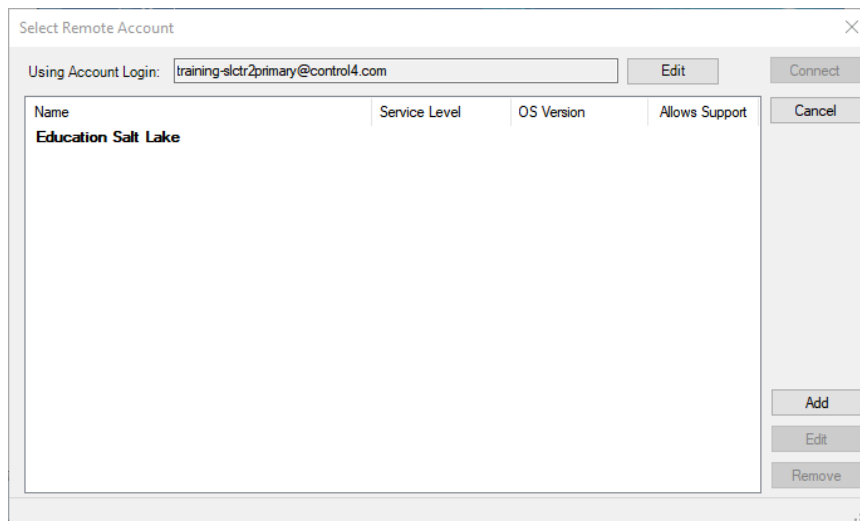 Select Remote Account
Using Account Login: training-slctr2primary@control4.com Edit Connect
Name Service Level OS Version Allows Support Cancel
Education Salt Lake
Add
Edit
Remove